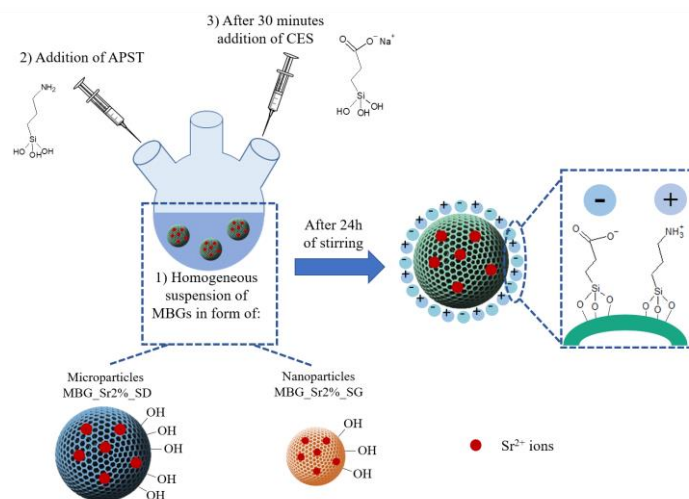 3) After 30 minutes
addition of CES
2) Addition of APST
O
O⁻ Na⁺
NH₂
Si
HO
OH
OH
HO
Si
OH
OH
1) Homogeneous
suspension of
MBGs in form of:
After 24h
of stirring
-
+
O
O⁻
NH₃⁺
Si
O
O
O
Si
O
O
O
Microparticles
MBG_Sr2%_SD
OH
OH
OH
OH
OH
Nanoparticles
MBG_Sr2%_SG
OH
OH
OH
Sr²⁺ ions